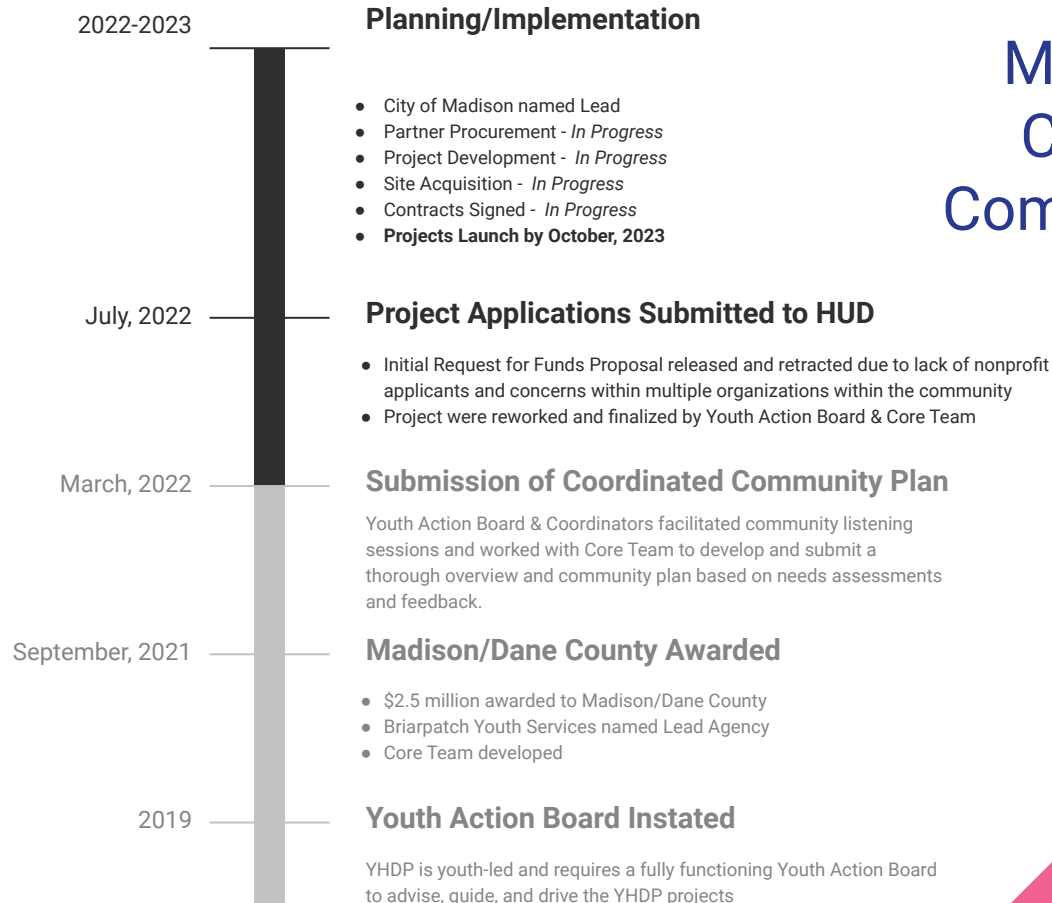 2022-2023
Planning/Implementation
● City of Madison named Lead
● Partner Procurement - In Progress
● Project Development - In Progress
● Site Acquisition - In Progress
● Contracts Signed - In Progress
● Projects Launch by October, 2023
M
C
Com
July, 2022
Project Applications Submitted to HUD
● Initial Request for Funds Proposal released and retracted due to lack of nonprofit
applicants and concerns within multiple organizations within the community
● Project were reworked and finalized by Youth Action Board & Core Team
March, 2022
Submission of Coordinated Community Plan
Youth Action Board & Coordinators facilitated community listening
sessions and worked with Core Team to develop and submit a
thorough overview and community plan based on needs assessments
and feedback.
September, 2021
Madison/Dane County Awarded
● $2.5 million awarded to Madison/Dane County
● Briarpatch Youth Services named Lead Agency
● Core Team developed
2019
Youth Action Board Instated
YHDP is youth-led and requires a fully functioning Youth Action Board
to advise, guide, and drive the YHDP projects